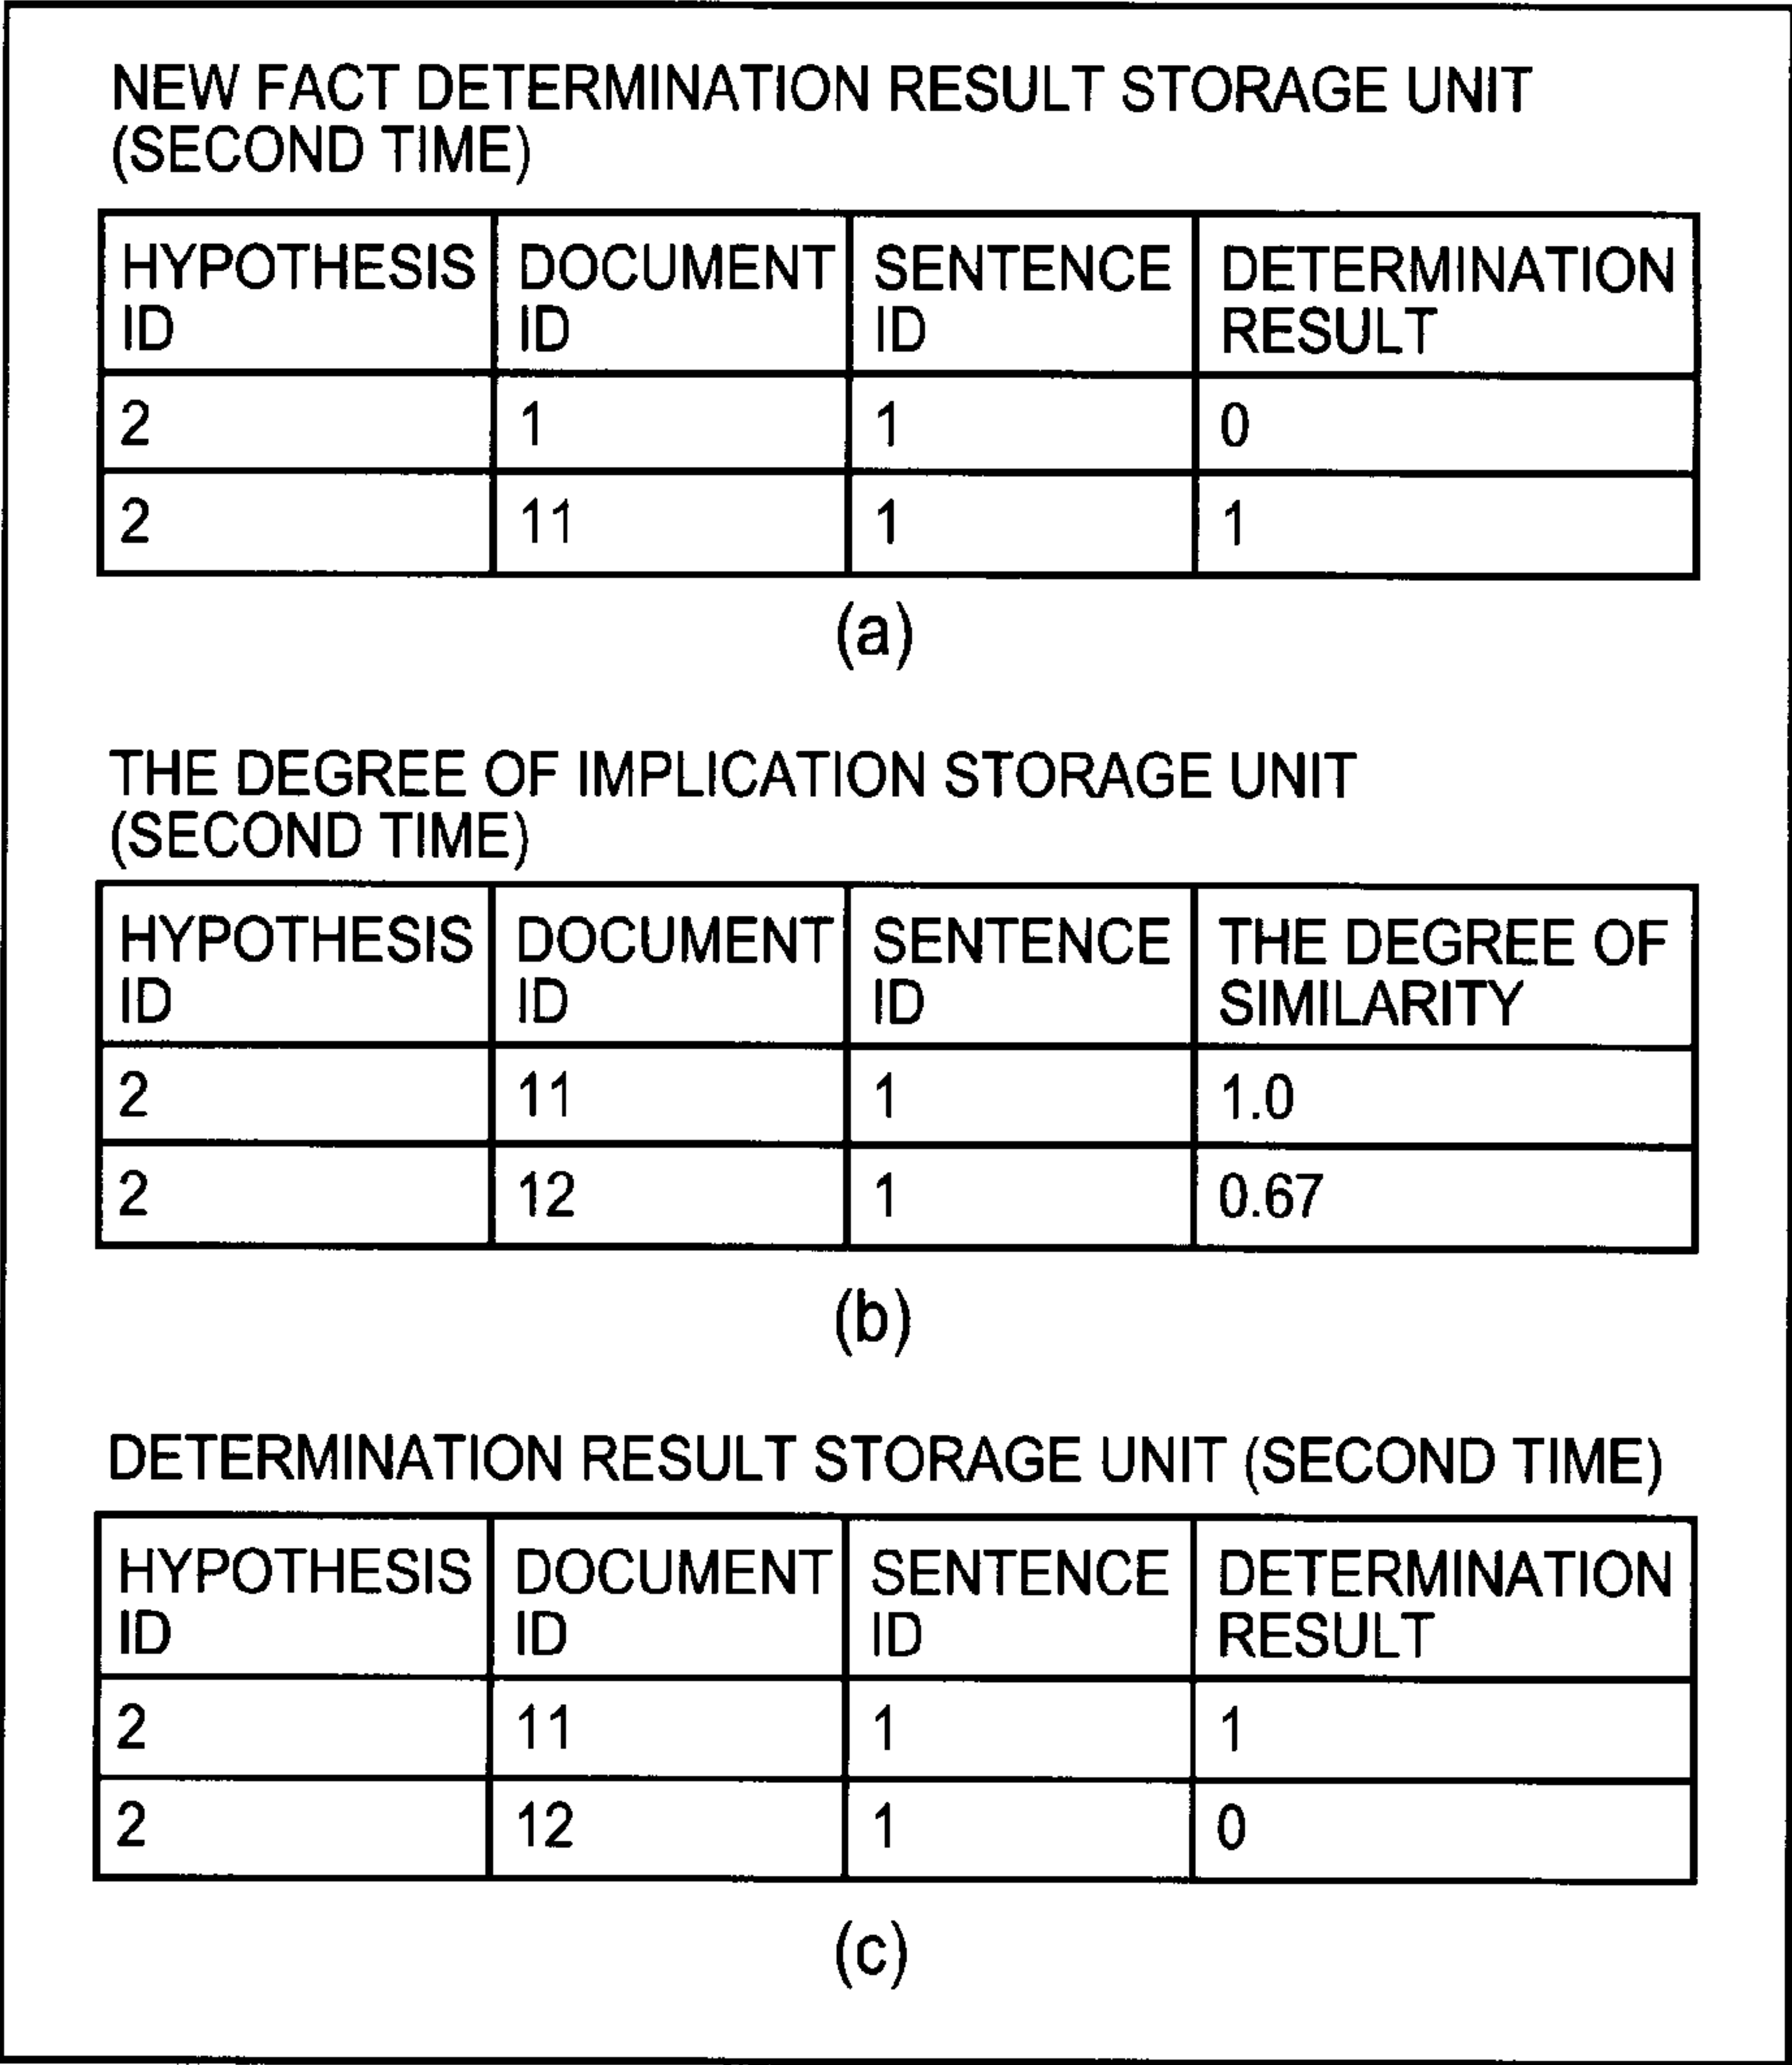 NEW FACT DETERMINATION RESULT STORAGE UNIT
(SECOND TIME)
HYPOTHESIS ID DOCUMENT ID SENTENCE ID DETERMINATION RESULT
2 1 1 0
2 11 1 1
(a)
THE DEGREE OF IMPLICATION STORAGE UNIT
(SECOND TIME)
HYPOTHESIS ID DOCUMENT ID SENTENCE ID THE DEGREE OF SIMILARITY
2 11 1 1.0
2 12 1 0.67
(b)
DETERMINATION RESULT STORAGE UNIT (SECOND TIME)
HYPOTHESIS ID DOCUMENT ID SENTENCE ID DETERMINATION RESULT
2 11 1 1
2 12 1 0
(c)